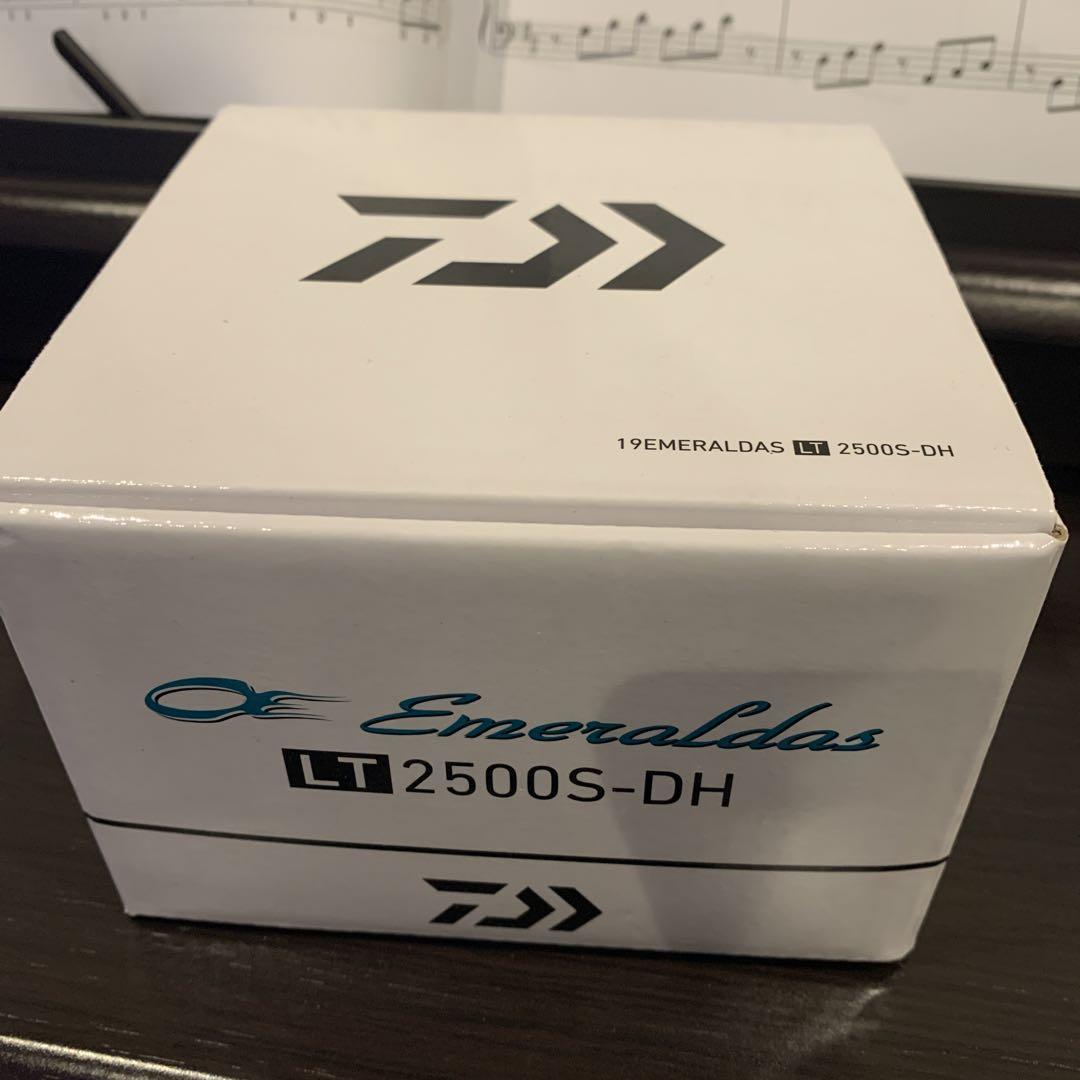 19EMERALDAS LT 2500S-DH
Emeraldas
LT 2500S-DH